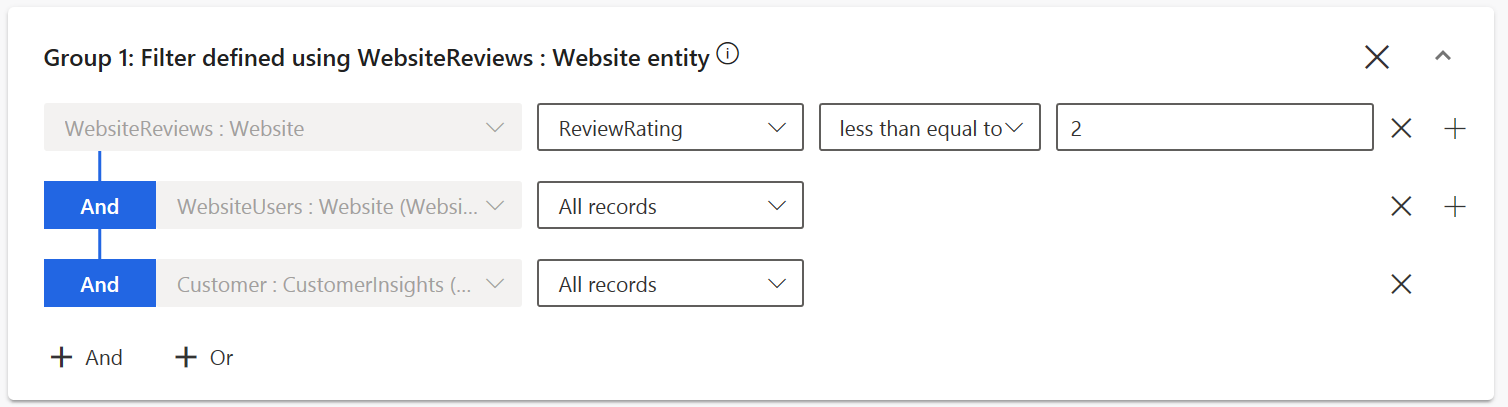 Group 1: Filter defined using WebsiteReviews : Website entity
WebsiteReviews : Website ReviewRating less than equal to 2
And WebsiteUsers : Website (Websi... All records
And Customer : CustomerInsights (... All records
And Or